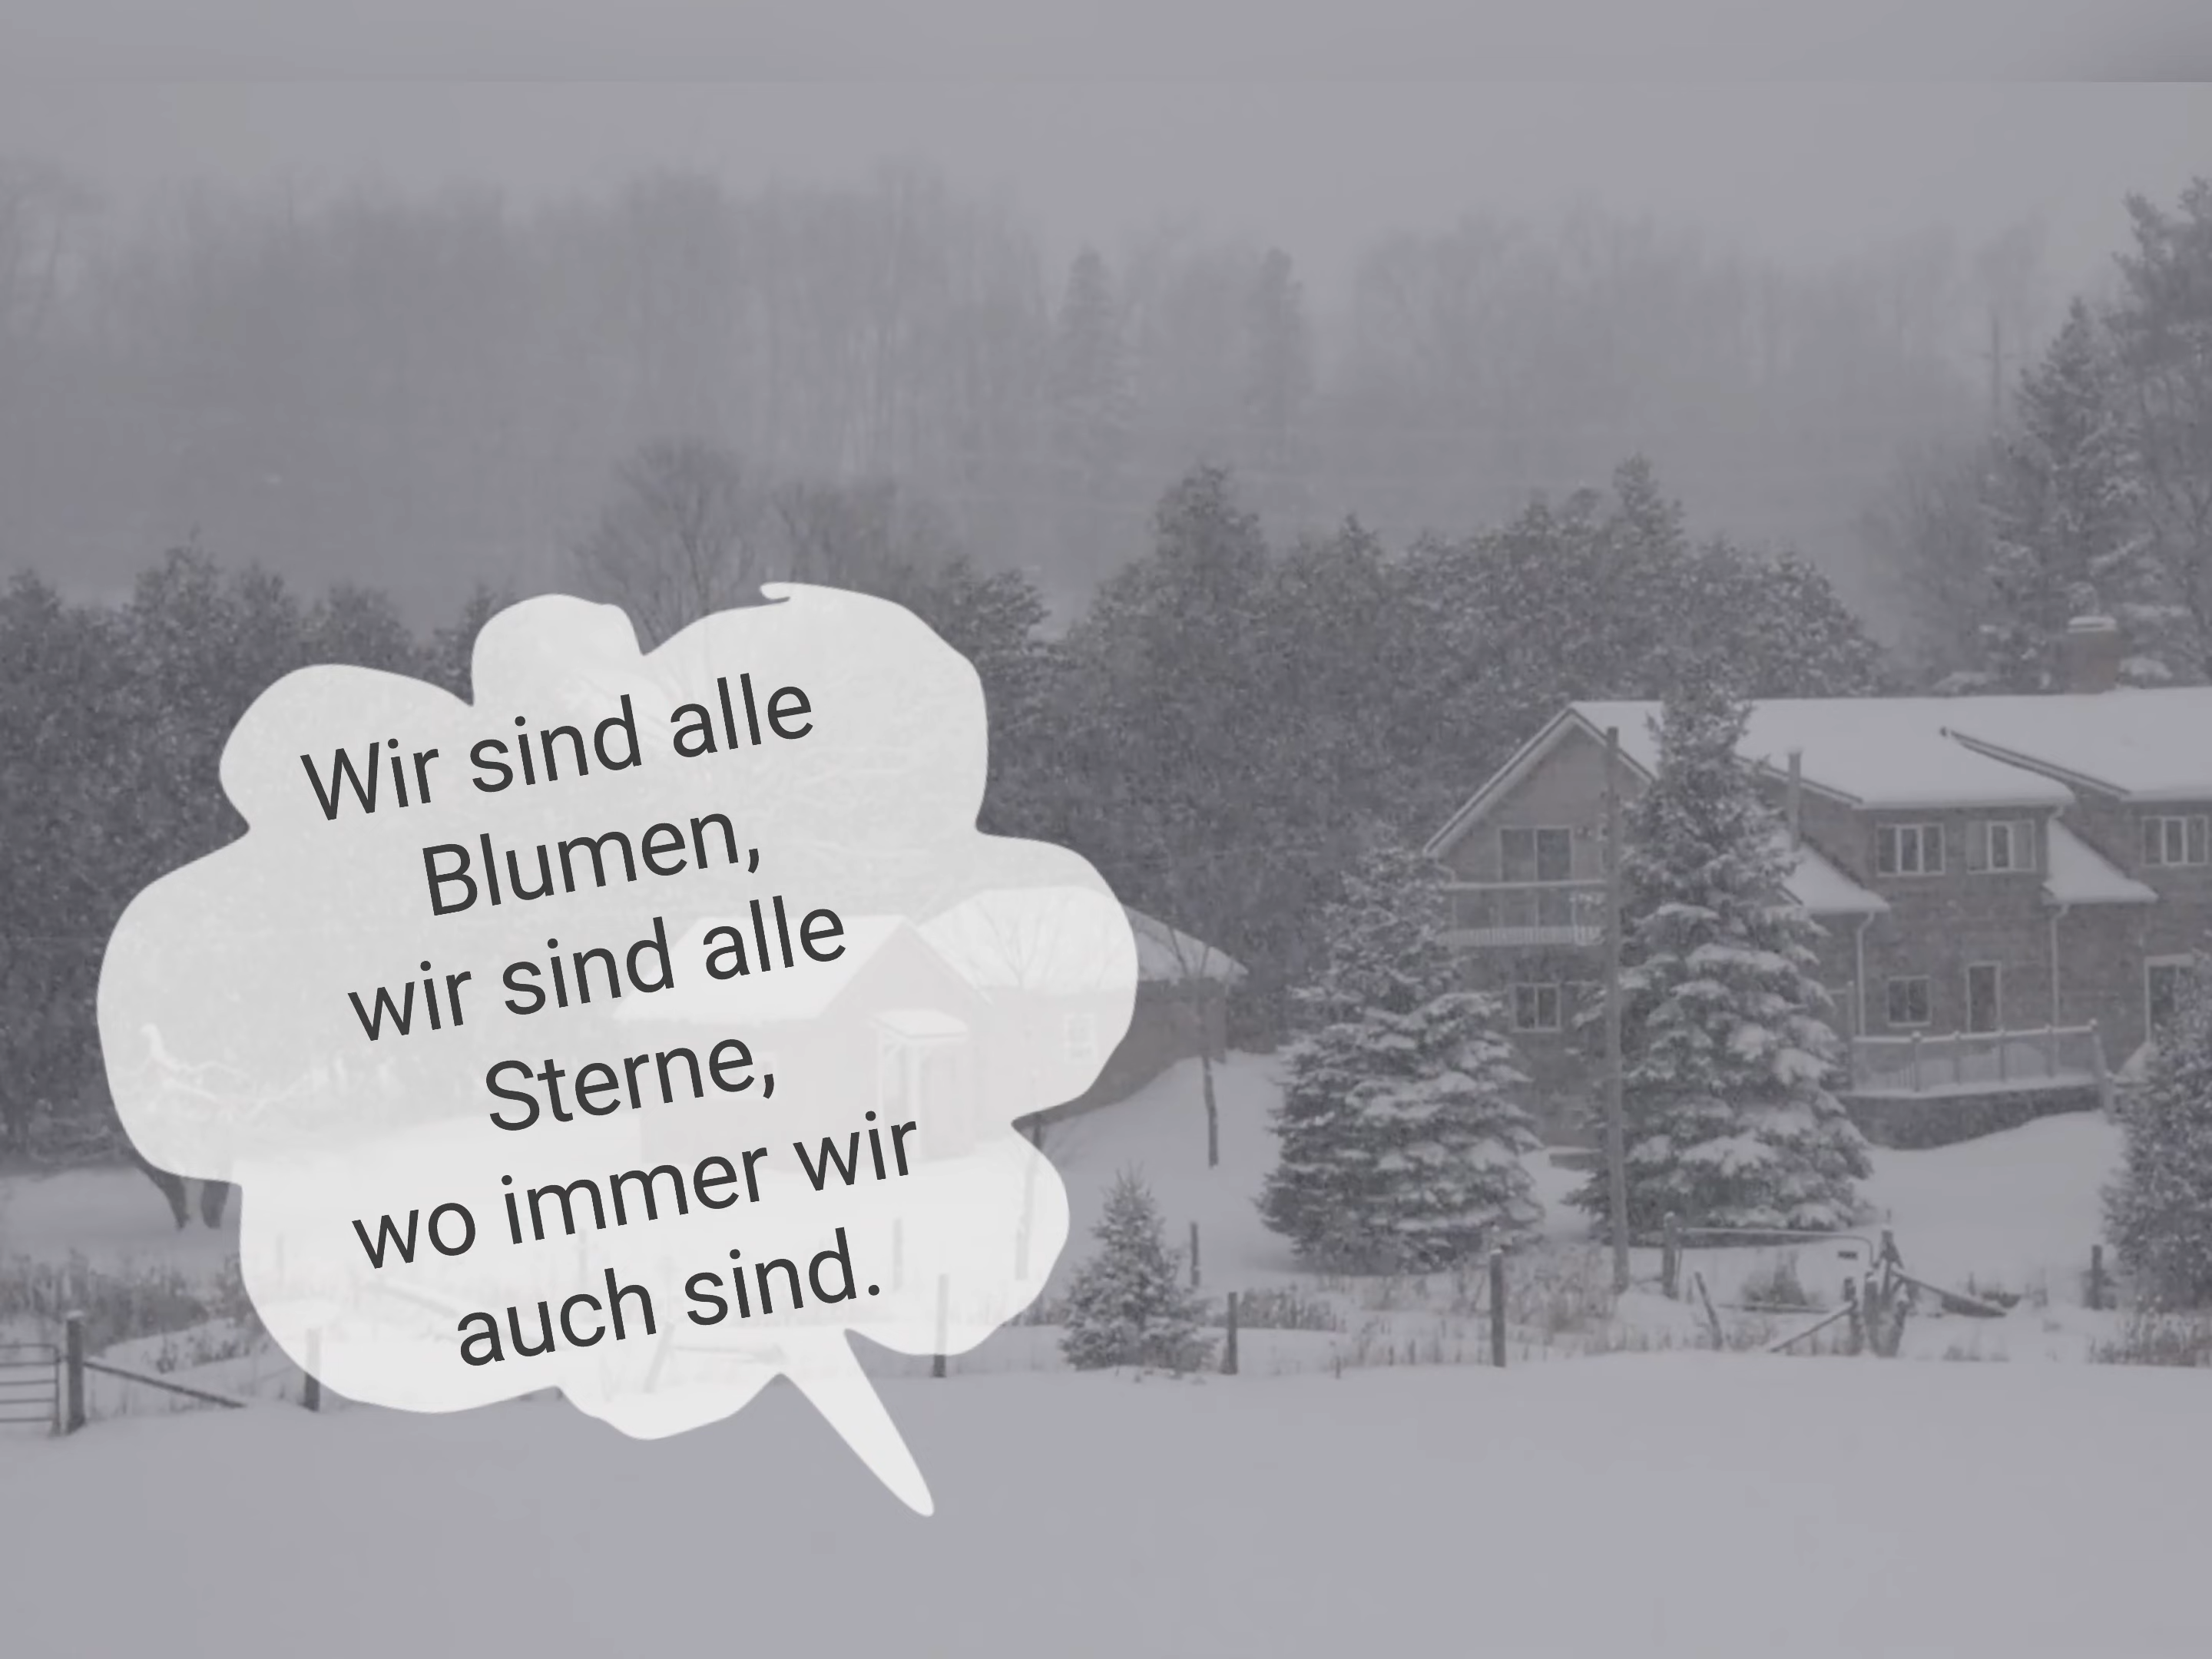 Wir sind alle
Blumen,
wir sind alle
Sterne,
wo immer wir
auch sind.